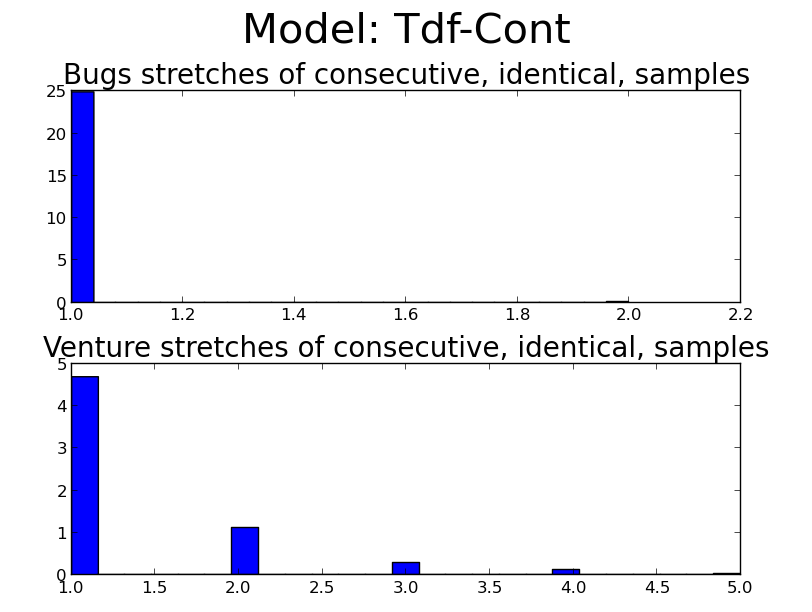 Model: Tdf-Cont
Bugs stretches of consecutive, identical, samples
25
20
15
10
5
0
1.0 1.2 1.4 1.6 1.8 2.0 2.2
Venture stretches of consecutive, identical, samples
5
4
3
2
1
0
1.0 1.5 2.0 2.5 3.0 3.5 4.0 4.5 5.0